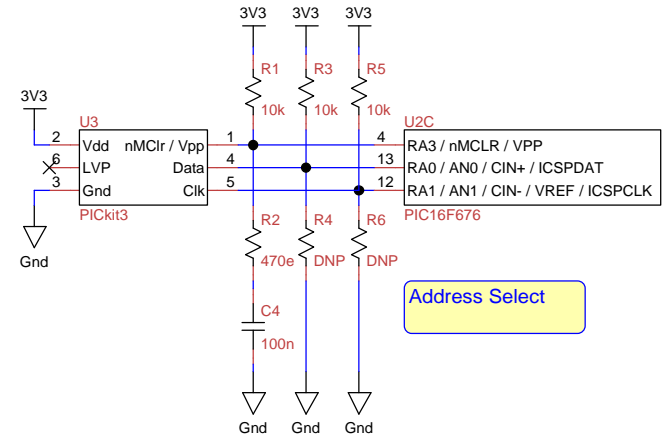 3V3 3V3 3V3
R1 R3 R5
10k 10k 10k
3V3
U3 U2C
2 Vdd nMClr / Vpp 1 4 RA3 / nMCLR / VPP
6 LVP Data 4 13 RA0 / AN0 / CIN+ / ICSPDAT
3 Gnd Clk 5 12 RA1 / AN1 / CIN- / VREF / ICSPCLK
PICkit3 PIC16F676
R2 R4 R6
Gnd 470e DNP DNP
Address Select
C4
100n
Gnd Gnd Gnd